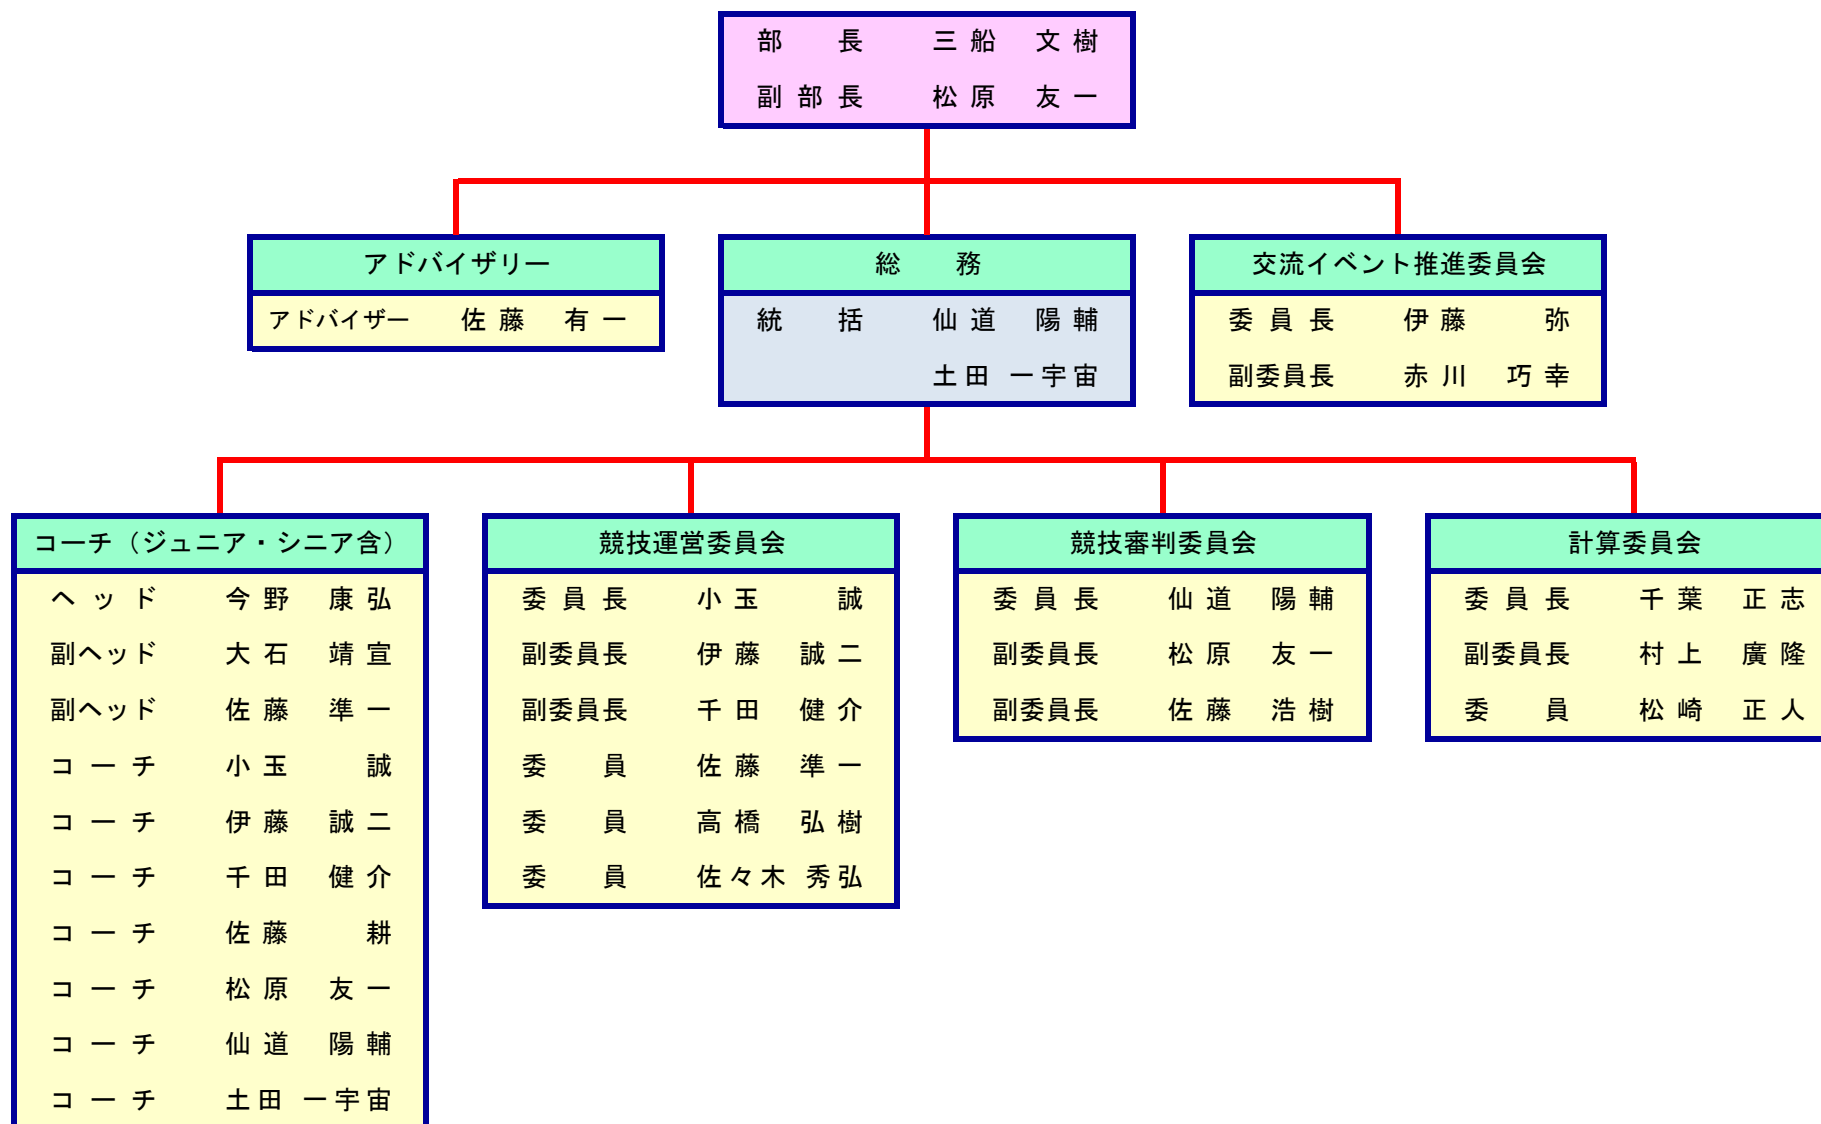 部長 三船 文樹
副部長 松原 友一
アドバイザリー
アドバイザー 佐藤 有一
総務
統括 仙道 陽輔
土田 一宇宙
交流イベント推進委員会
委員長 伊藤 弥
副委員長 赤川 巧幸
コーチ（ジュニア・シニア含）
ヘッド 今野 康弘
副ヘッド 大石 靖宣
副ヘッド 佐藤 準一
コーチ 小玉 誠
コーチ 伊藤 誠二
コーチ 千田 健介
コーチ 佐藤 耕
コーチ 松原 友一
コーチ 仙道 陽輔
コーチ 土田 一宇宙
競技運営委員会
委員長 小玉 誠
副委員長 伊藤 誠二
副委員長 千田 健介
委員 佐藤 準一
委員 高橋 弘樹
委員 佐々木 秀弘
競技審判委員会
委員長 仙道 陽輔
副委員長 松原 友一
副委員長 佐藤 浩樹
計算委員会
委員長 千葉 正志
副委員長 村上 廣隆
委員 松崎 正人